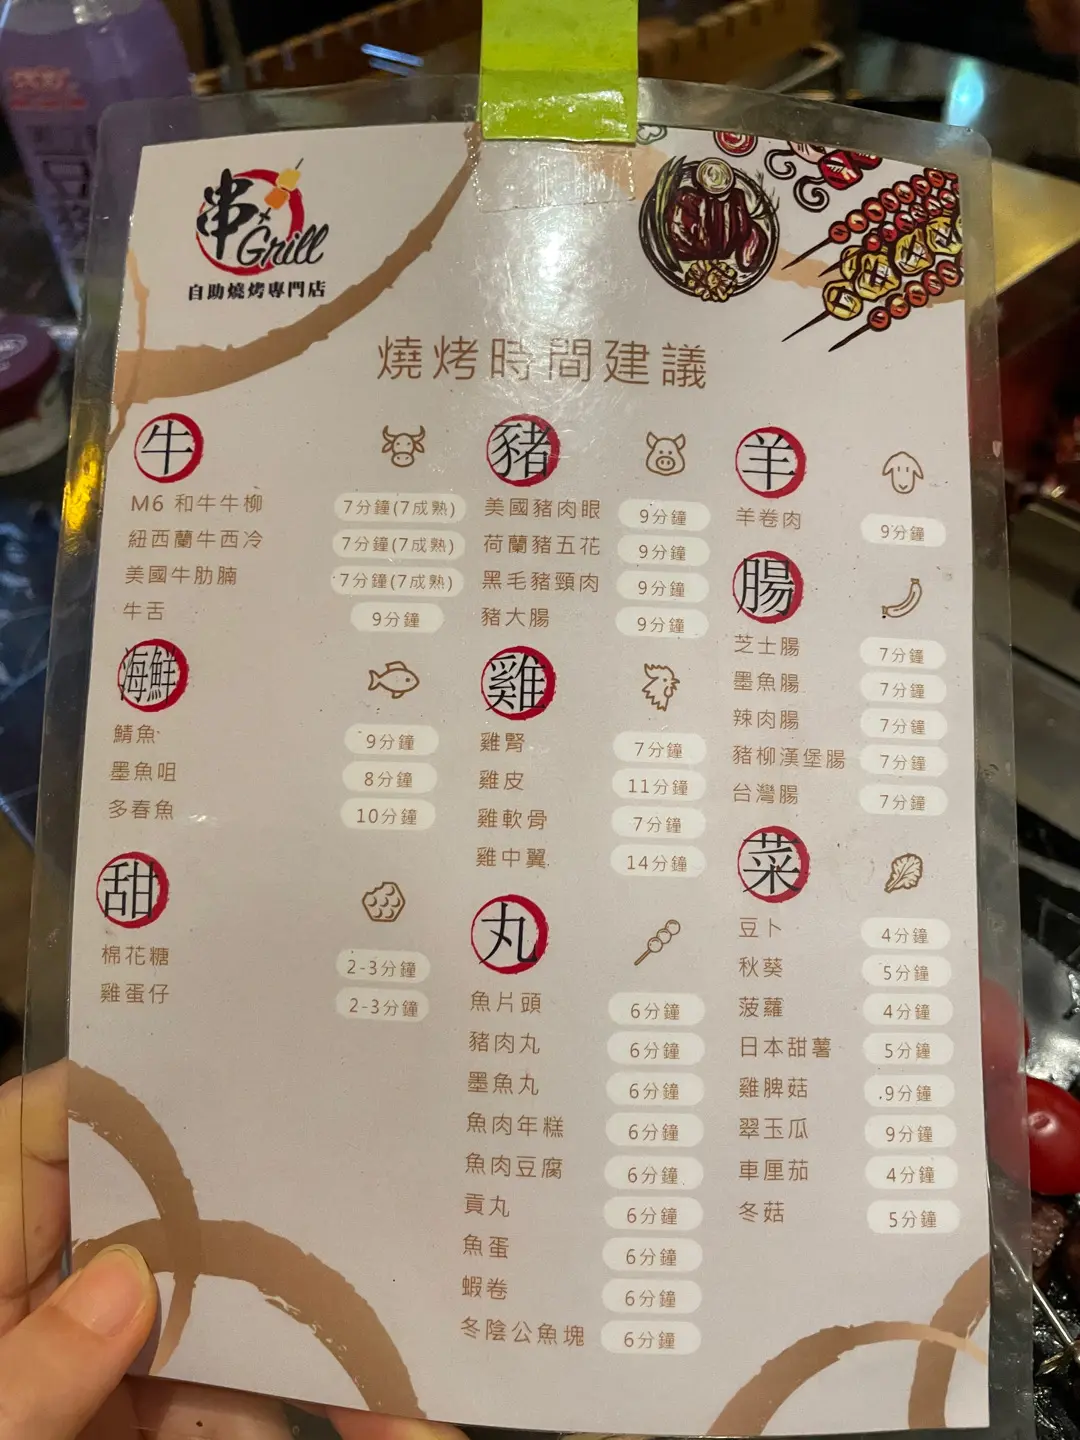 串
Grill
自助燒烤專門店
燒烤時間建議
牛
M6 和牛牛柳 7分鐘(7成熟)
紐西蘭牛西冷 7分鐘(7成熟)
美國牛肋腩 7分鐘(7成熟)
牛舌 9分鐘
海鮮
鯖魚 9分鐘
墨魚咀 8分鐘
多春魚 10分鐘
甜
棉花糖 2-3分鐘
雞蛋仔 2-3分鐘
豬
美國豬肉眼 9分鐘
荷蘭豬五花 9分鐘
黑毛豬頸肉 9分鐘
豬大腸 9分鐘
雞
雞腎 7分鐘
雞皮 11分鐘
雞軟骨 7分鐘
雞中翼 14分鐘
丸
魚片頭 6分鐘
豬肉丸 6分鐘
墨魚丸 6分鐘
魚肉年糕 6分鐘
魚肉豆腐 6分鐘
貢丸 6分鐘
魚蛋 6分鐘
蝦卷 6分鐘
冬陰公魚塊 6分鐘
羊
羊卷肉 9分鐘
腸
芝士腸 7分鐘
墨魚腸 7分鐘
辣肉腸 7分鐘
豬柳漢堡腸 7分鐘
台灣腸 7分鐘
菜
豆卜 4分鐘
秋葵 5分鐘
菠蘿 4分鐘
日本甜薯 5分鐘
雞脾菇 9分鐘
翠玉瓜 9分鐘
車厘茄 4分鐘
冬菇 5分鐘